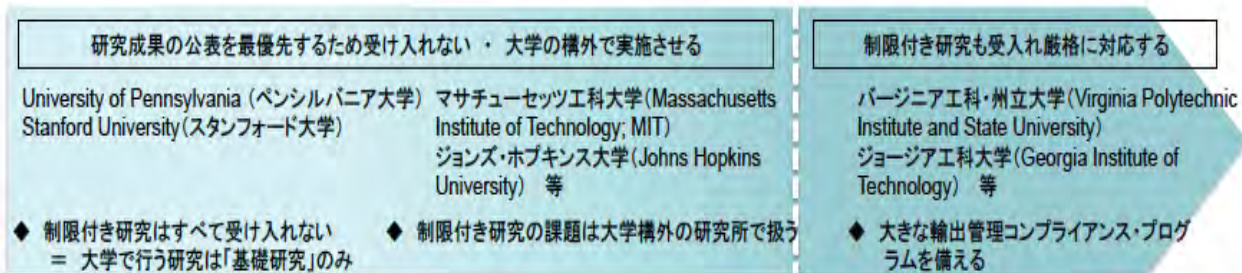 研究成果の公表を最優先するため受け入れない ・ 大学の構外で実施させる
University of Pennsylvania (ペンシルバニア大学)
Stanford University(スタンフォード大学)
◆ 制限付き研究はすべて受け入れない
＝ 大学で行う研究は「基礎研究」のみ
マサチューセッツ工科大学(Massachusetts
Institute of Technology; MIT)
ジョンズ・ホプキンス大学(Johns Hopkins
University) 等
◆ 制限付き研究の課題は大学構外の研究所で扱う
制限付き研究も受入れ厳格に対応する
バージニア工科・州立大学(Virginia Polytechnic
Institute and State University)
ジョージア工科大学(Georgia Institute of
Technology) 等
◆ 大きな輸出管理コンプライアンス・プログ
ラムを備える